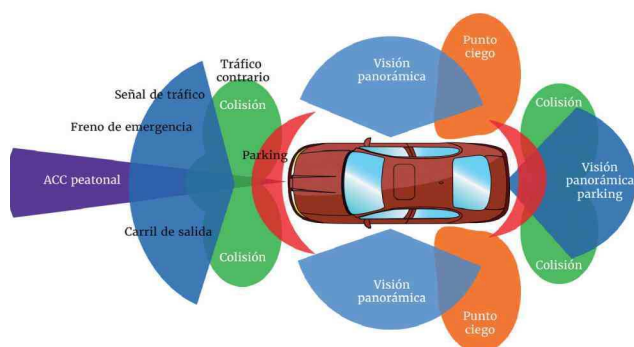 Punto
ciego
Visión
panorámica
Tráfico
contrario
Señal de tráfico
Colisión
Colisión
Freno de emergencia
Parking
ACC peatonal
Visión
panorámica
parking
Carril de salida
Colisión
Colisión
Visión
panorámica
Punto
ciego